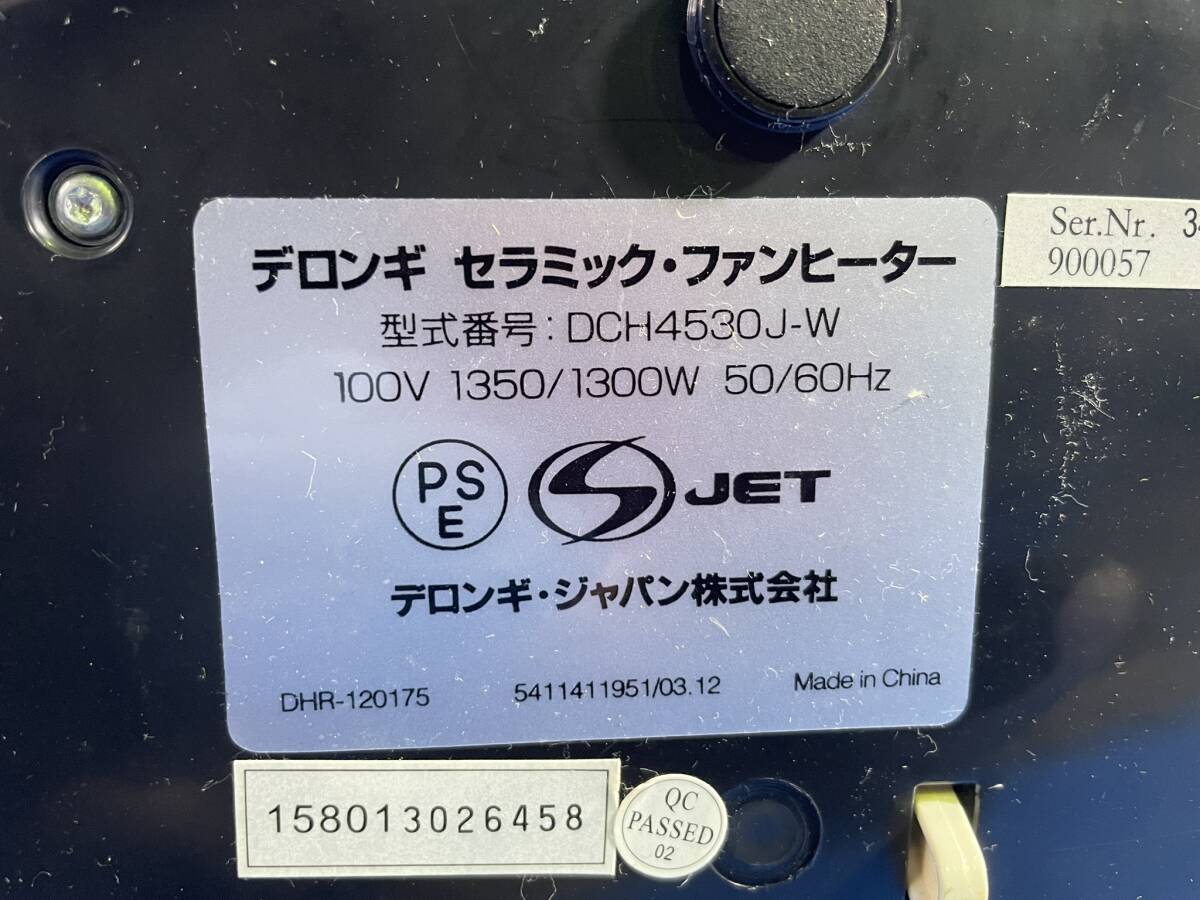 デロンギ セラミック・ファンヒーター
型式番号:DCH4530J-W
100V 1350/1300W 50/60Hz
PS
E
JET
デロンギ・ジャパン株式会社
DHR-120175
5411411951/03.12
Made in China
Ser.Nr.
900057
158013026458
QC
PASSED
02